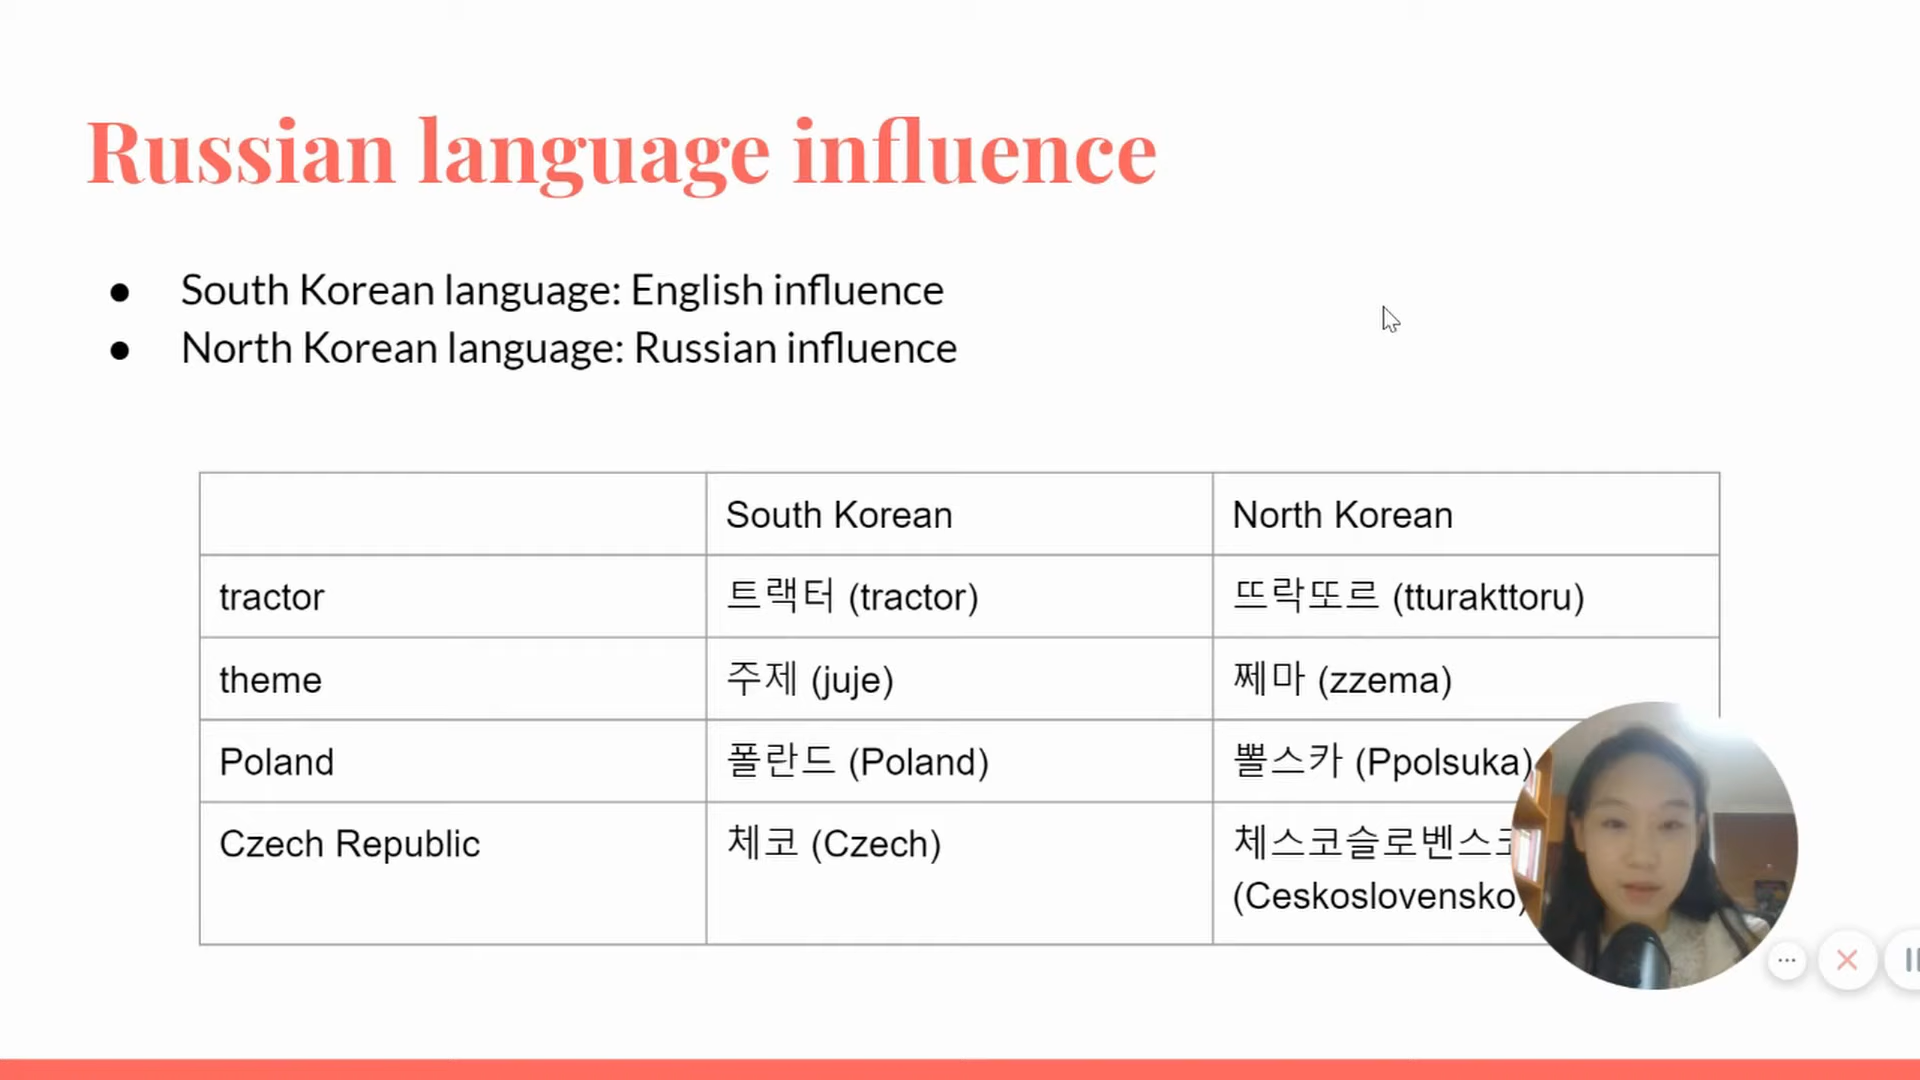 Russian language influence
● South Korean language: English influence
● North Korean language: Russian influence
South Korean North Korean
tractor 트랙터 (tractor) 뜨락또르 (tturakttoru)
theme 주제 (juje) 쩨마 (zzema)
Poland 폴란드 (Poland) 뽈스카 (Ppolsuka)
Czech Republic 체코 (Czech) 체스코슬로벤스코
(Ceskoslovensko)